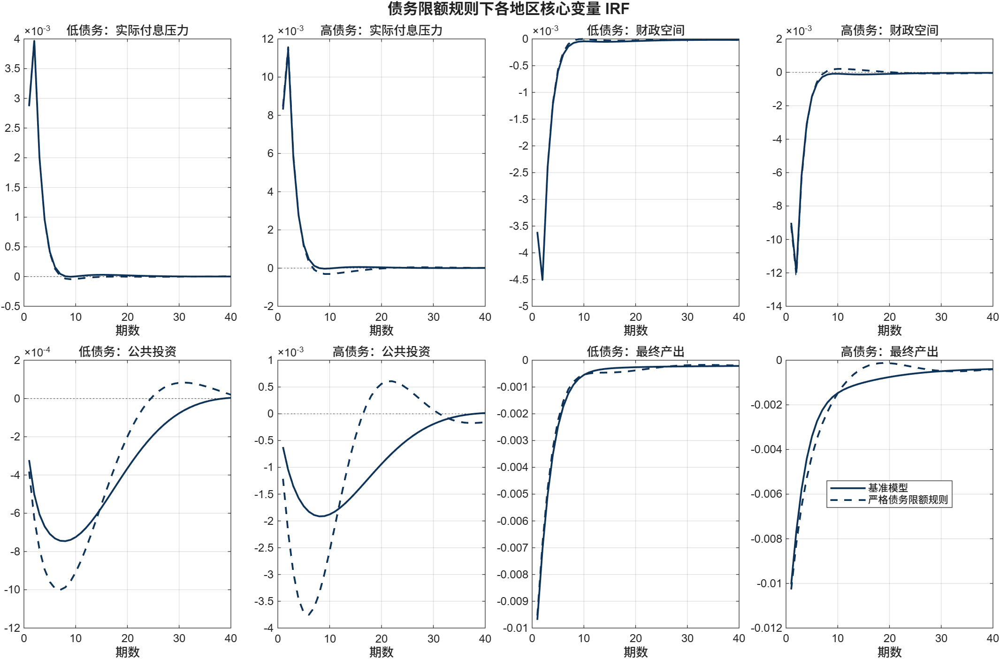 债务限额规则下各地区核心变量 IRF
×10-3 低债务：实际付息压力
4
3.5
3
2.5
2
1.5
1
0.5
0
-0.5
0 10 20 30 40
期数
×10-3 高债务：实际付息压力
12
10
8
6
4
2
0
-2
0 10 20 30 40
期数
×10-3 低债务：财政空间
0
-0.5
-1
-1.5
-2
-2.5
-3
-3.5
-4
-4.5
-5
0 10 20 30 40
期数
×10-3 高债务：财政空间
2
0
-2
-4
-6
-8
-10
-12
-14
0 10 20 30 40
期数
×10-4 低债务：公共投资
2
0
-2
-4
-6
-8
-10
-12
0 10 20 30 40
期数
×10-3 高债务：公共投资
1
0.5
0
-0.5
-1
-1.5
-2
-2.5
-3
-3.5
-4
0 10 20 30 40
期数
低债务：最终产出
0
-0.001
-0.002
-0.003
-0.004
-0.005
-0.006
-0.007
-0.008
-0.009
-0.01
0 10 20 30 40
期数
高债务：最终产出
0
-0.002
-0.004
-0.006
-0.008
-0.01
-0.012
0 10 20 30 40
期数
基准模型
严格债务限额规则